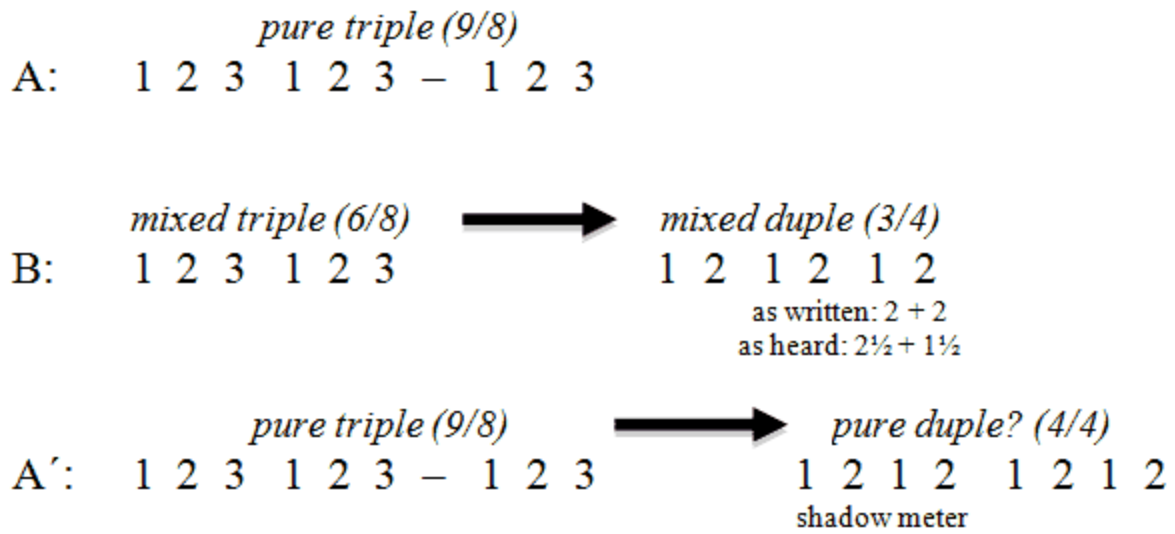 pure triple (9/8)
A: 1 2 3 1 2 3 – 1 2 3
mixed triple (6/8) mixed duple (3/4)
B: 1 2 3 1 2 3 1 2 1 2 1 2
as written: 2 + 2
as heard: 2½ + 1½
pure triple (9/8) pure duple? (4/4)
A´: 1 2 3 1 2 3 – 1 2 3 1 2 1 2 1 2 1 2
shadow meter